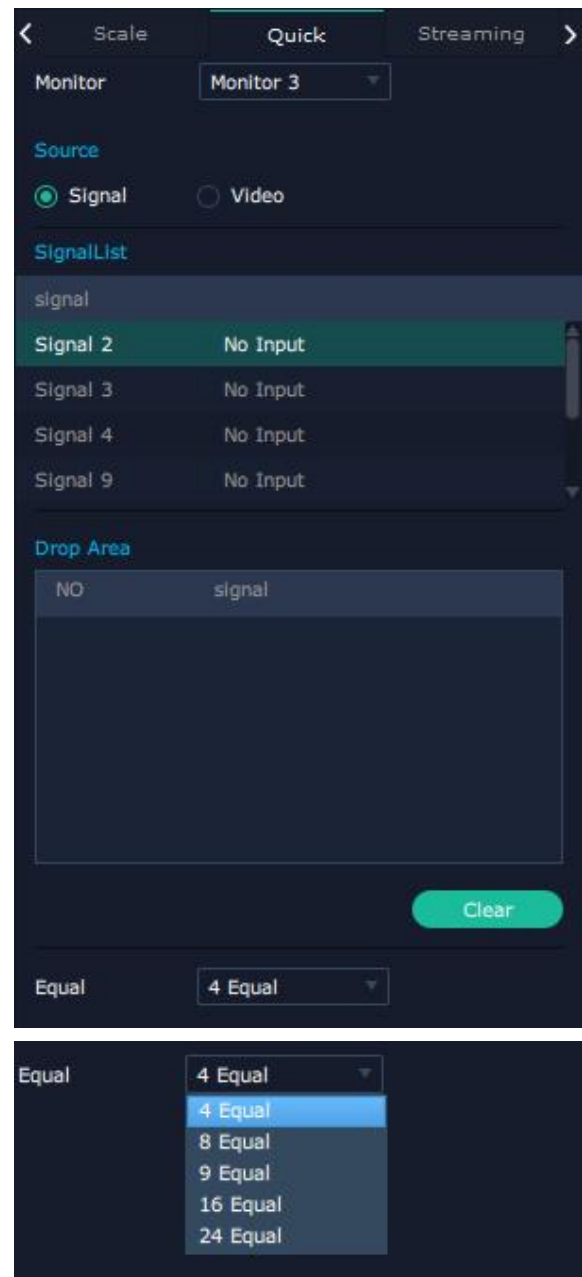 Scale Quick Streaming
Monitor Monitor 3
Source
Signal Video
SignalList
signal
Signal 2 No Input
Signal 3 No Input
Signal 4 No Input
Signal 9 No Input
Drop Area
NO signal
Clear
Equal 4 Equal
Equal 4 Equal
4 Equal
8 Equal
9 Equal
16 Equal
24 Equal